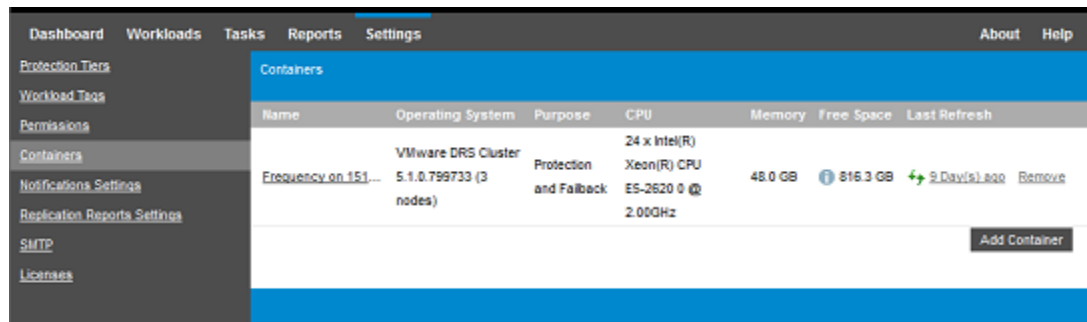 Dashboard Workloads Tasks Reports Settings About Help
Protection Tiers
Workload Tags
Permissions
Containers
Notifications Settings
Replication Reports Settings
SMTP
Licenses
Containers
Name Operating System Purpose CPU Memory Free Space Last Refresh
Frequency on 151... VMware DRS Cluster 5.1.0.799733 (3 nodes) Protection and Failback 24 x Intel(R) Xeon(R) CPU E5-2620 0 @ 2.00GHz 48.0 GB 816.3 GB 9 Day(s) ago Remove
Add Container